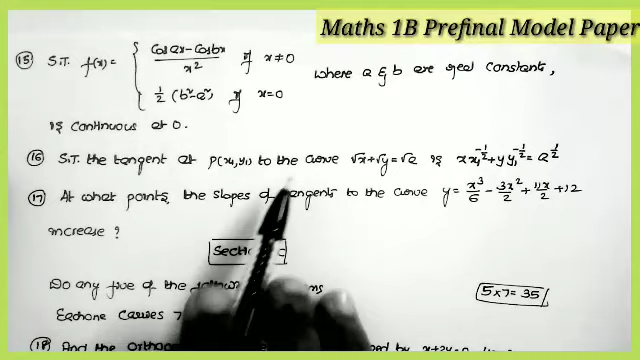 Maths 1B Prefinal Model Paper
15 S.T. f(x) = { (Cos ax - Cos bx) / x² if x≠0
1/2 (b² - a²) if x=0
where a & b are real constants,
is continuous at 0.
16 S.T. the tangent at P(x₁,y₁) to the curve √x+√y=√a is xx₁^(-1/2) + yy₁^(-1/2) = a^(1/2)
17 At what points, the slopes of tangents to the curve y = x³/6 - 3x²/2 + 11x/2 + 12
increase ?
Do any five of the
5×7=35
Each one carries 7
18 Find the